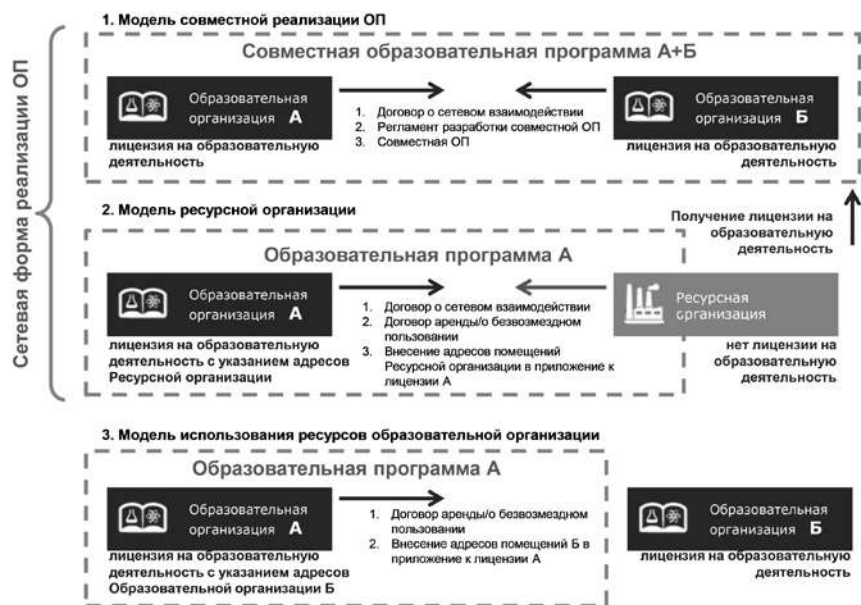 Сетевая форма реализации ОП
1. Модель совместной реализации ОП
Совместная образовательная программа А+Б
Образовательная
организация А
лицензия на образовательную
деятельность
1. Договор о сетевом взаимодействии
2. Регламент разработки совместной ОП
3. Совместная ОП
Образовательная
организация Б
лицензия на образовательную
деятельность
2. Модель ресурсной организации
Получение лицензии на
образовательную
деятельность
Образовательная программа А
Образовательная
организация А
лицензия на образовательную
деятельность с указанием адресов
Ресурсной организации
1. Договор о сетевом взаимодействии
2. Договор аренды/о безвозмездном
пользовании
3. Внесение адресов помещений
Ресурсной организации в приложение к
лицензии А
Ресурсная
организация
нет лицензии на
образовательную
деятельность
3. Модель использования ресурсов образовательной организации
Образовательная программа А
Образовательная
организация А
лицензия на образовательную
деятельность с указанием адресов
Образовательной организации Б
1. Договор аренды/о безвозмездном
пользовании
2. Внесение адресов помещений Б в
приложение к лицензии А
Образовательная
организация Б
лицензия на образовательную
деятельность